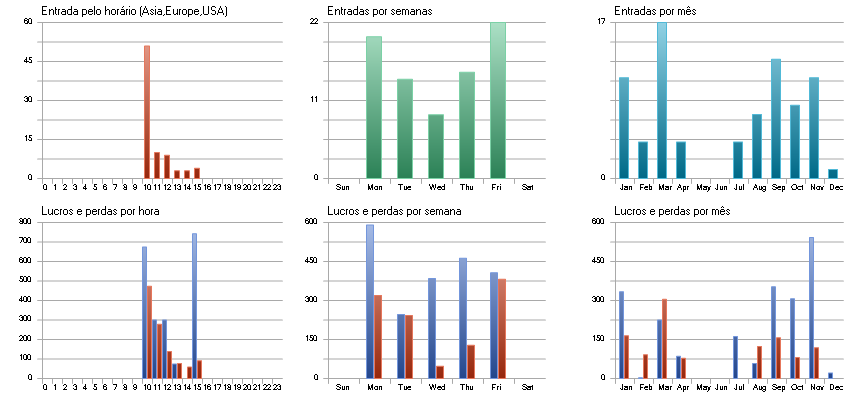 Entrada pelo horário (Asia,Europe,USA)
60
45
30
15
0
0 1 2 3 4 5 6 7 8 9 10 11 12 13 14 15 16 17 18 19 20 21 22 23
Entradas por semanas
22
11
0
Sun Mon Tue Wed Thu Fri Sat
Entradas por mês
17
0
Jan Feb Mar Apr May Jun Jul Aug Sep Oct Nov Dec
Lucros e perdas por hora
800
700
600
500
400
300
200
100
0
0 1 2 3 4 5 6 7 8 9 10 11 12 13 14 15 16 17 18 19 20 21 22 23
Lucros e perdas por semana
600
450
300
150
0
Sun Mon Tue Wed Thu Fri Sat
Lucros e perdas por mês
600
450
300
150
0
Jan Feb Mar Apr May Jun Jul Aug Sep Oct Nov Dec